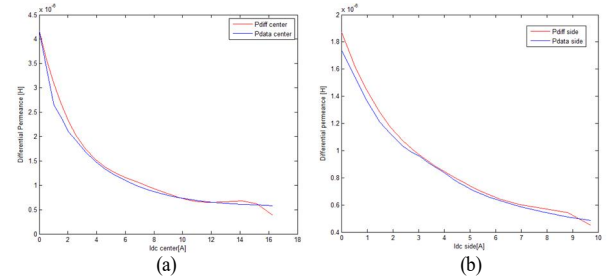 x 10⁻⁶
Pdiff center
Pdata center
4.5
4
3.5
3
2.5
2
1.5
1
0.5
0
Differential Permeance [H]
0 2 4 6 8 10 12 14 16 18
Idc center[A]
(a)
x 10⁻⁶
Pdiff side
Pdata side
2
1.8
1.6
1.4
1.2
1
0.8
0.6
0.4
Differential permeance [H]
0 1 2 3 4 5 6 7 8 9 10
Idc side[A]
(b)